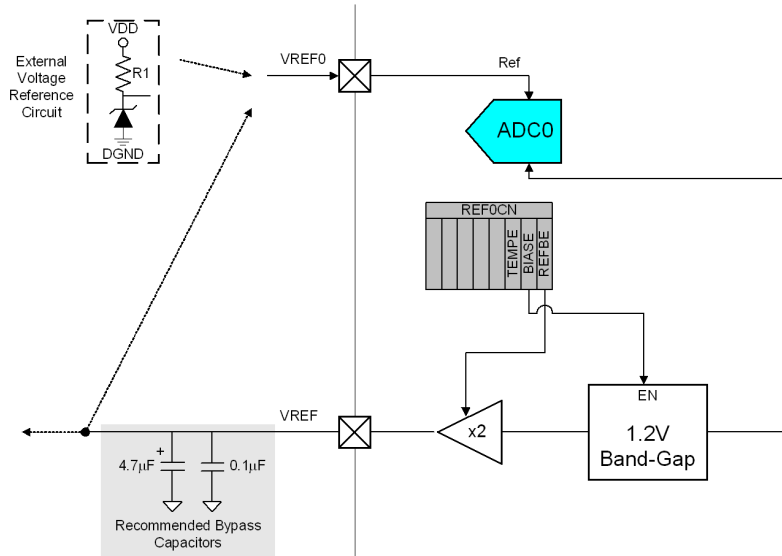 VDD
External
Voltage
Reference
Circuit
R1
DGND
VREF0
Ref
ADC0
REF0CN
TEMPE
BIASE
REFBE
VREF
x2
EN
1.2V
Band-Gap
4.7µF
+
0.1µF
Recommended Bypass
Capacitors